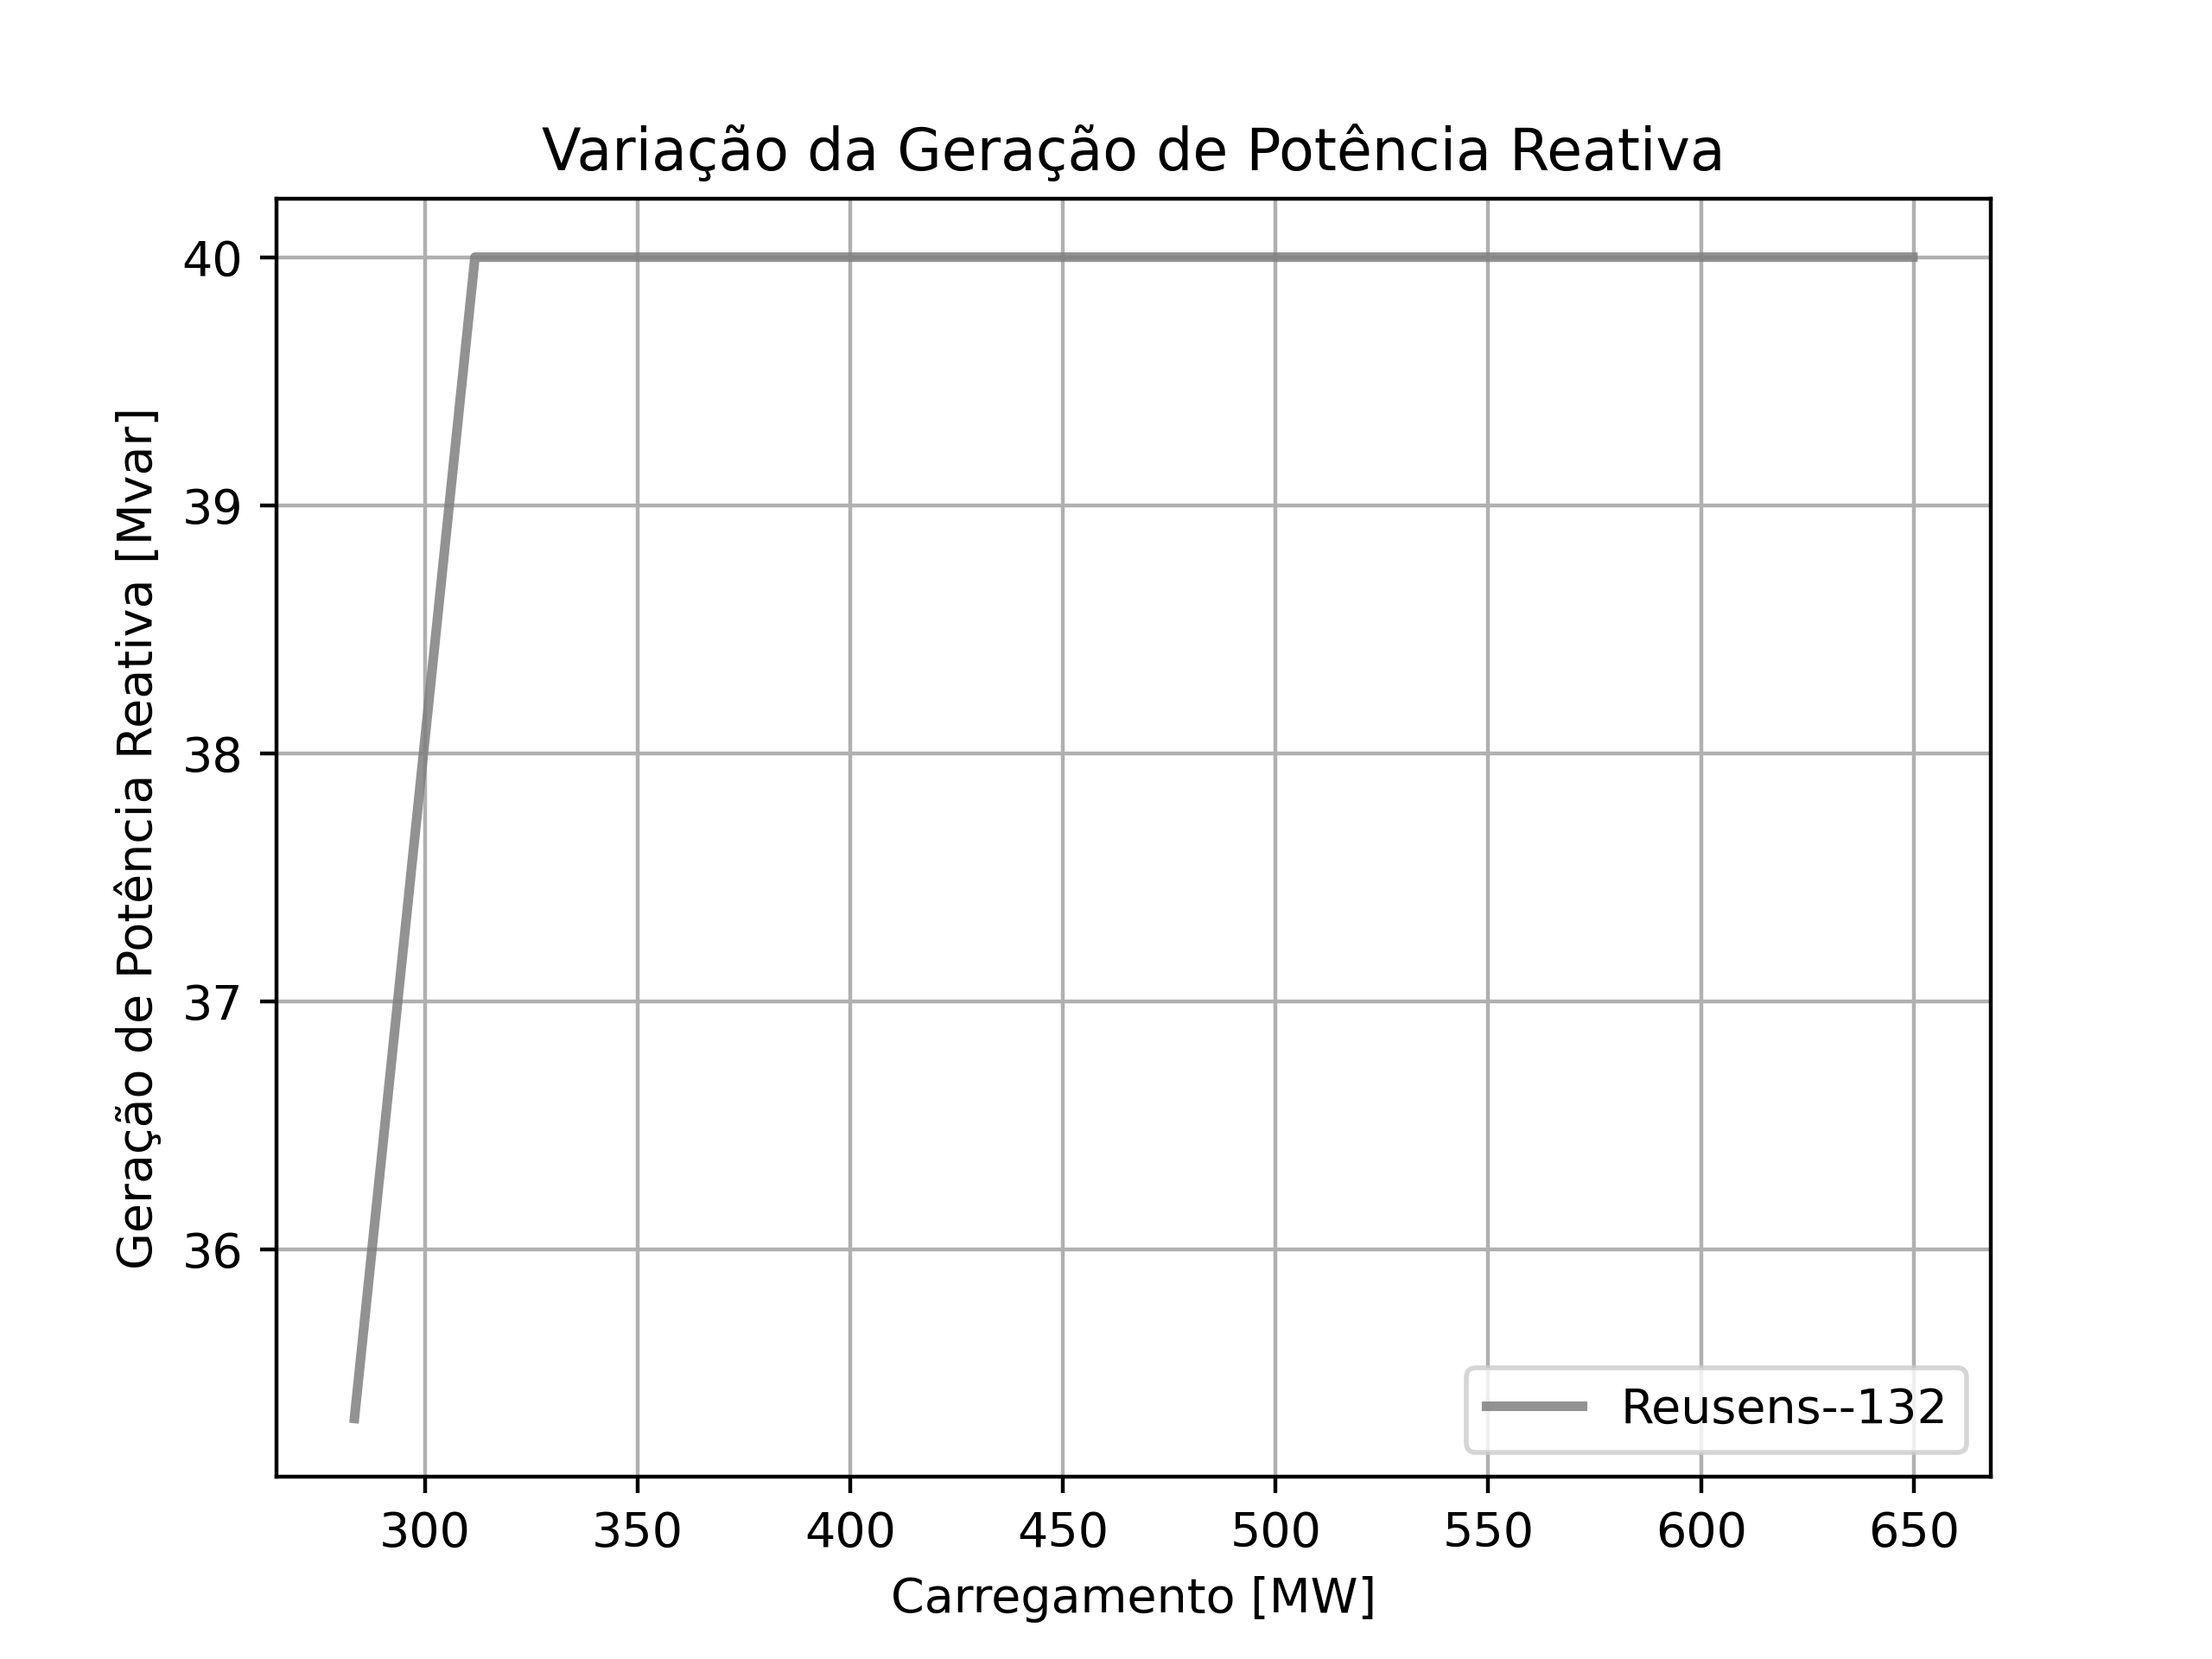 Variação da Geração de Potência Reativa
Geração de Potência Reativa [Mvar]
40
39
38
37
36
Reusens--132
300 350 400 450 500 550 600 650
Carregamento [MW]